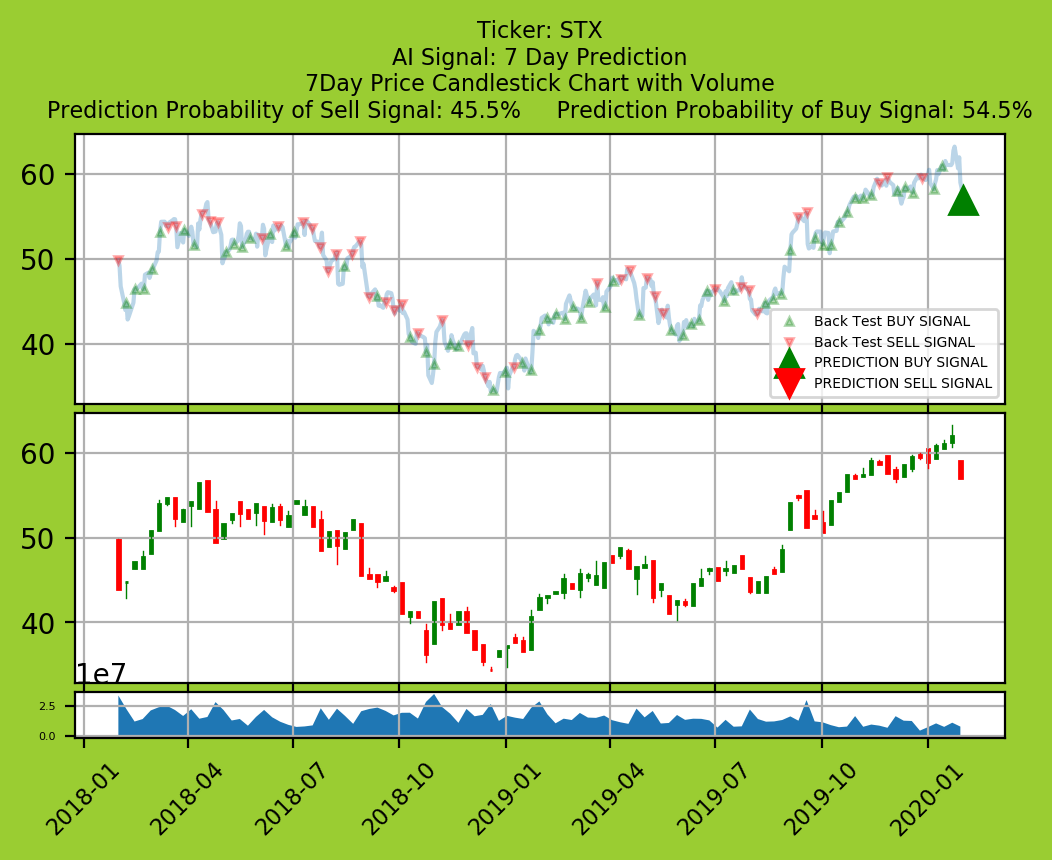 Ticker: STX
AI Signal: 7 Day Prediction
7Day Price Candlestick Chart with Volume
Prediction Probability of Sell Signal: 45.5% Prediction Probability of Buy Signal: 54.5%
60
50
40
Back Test BUY SIGNAL
Back Test SELL SIGNAL
PREDICTION BUY SIGNAL
PREDICTION SELL SIGNAL
60
50
40
1e7
2.5
0.0
2018-01
2018-04
2018-07
2018-10
2019-01
2019-04
2019-07
2019-10
2020-01